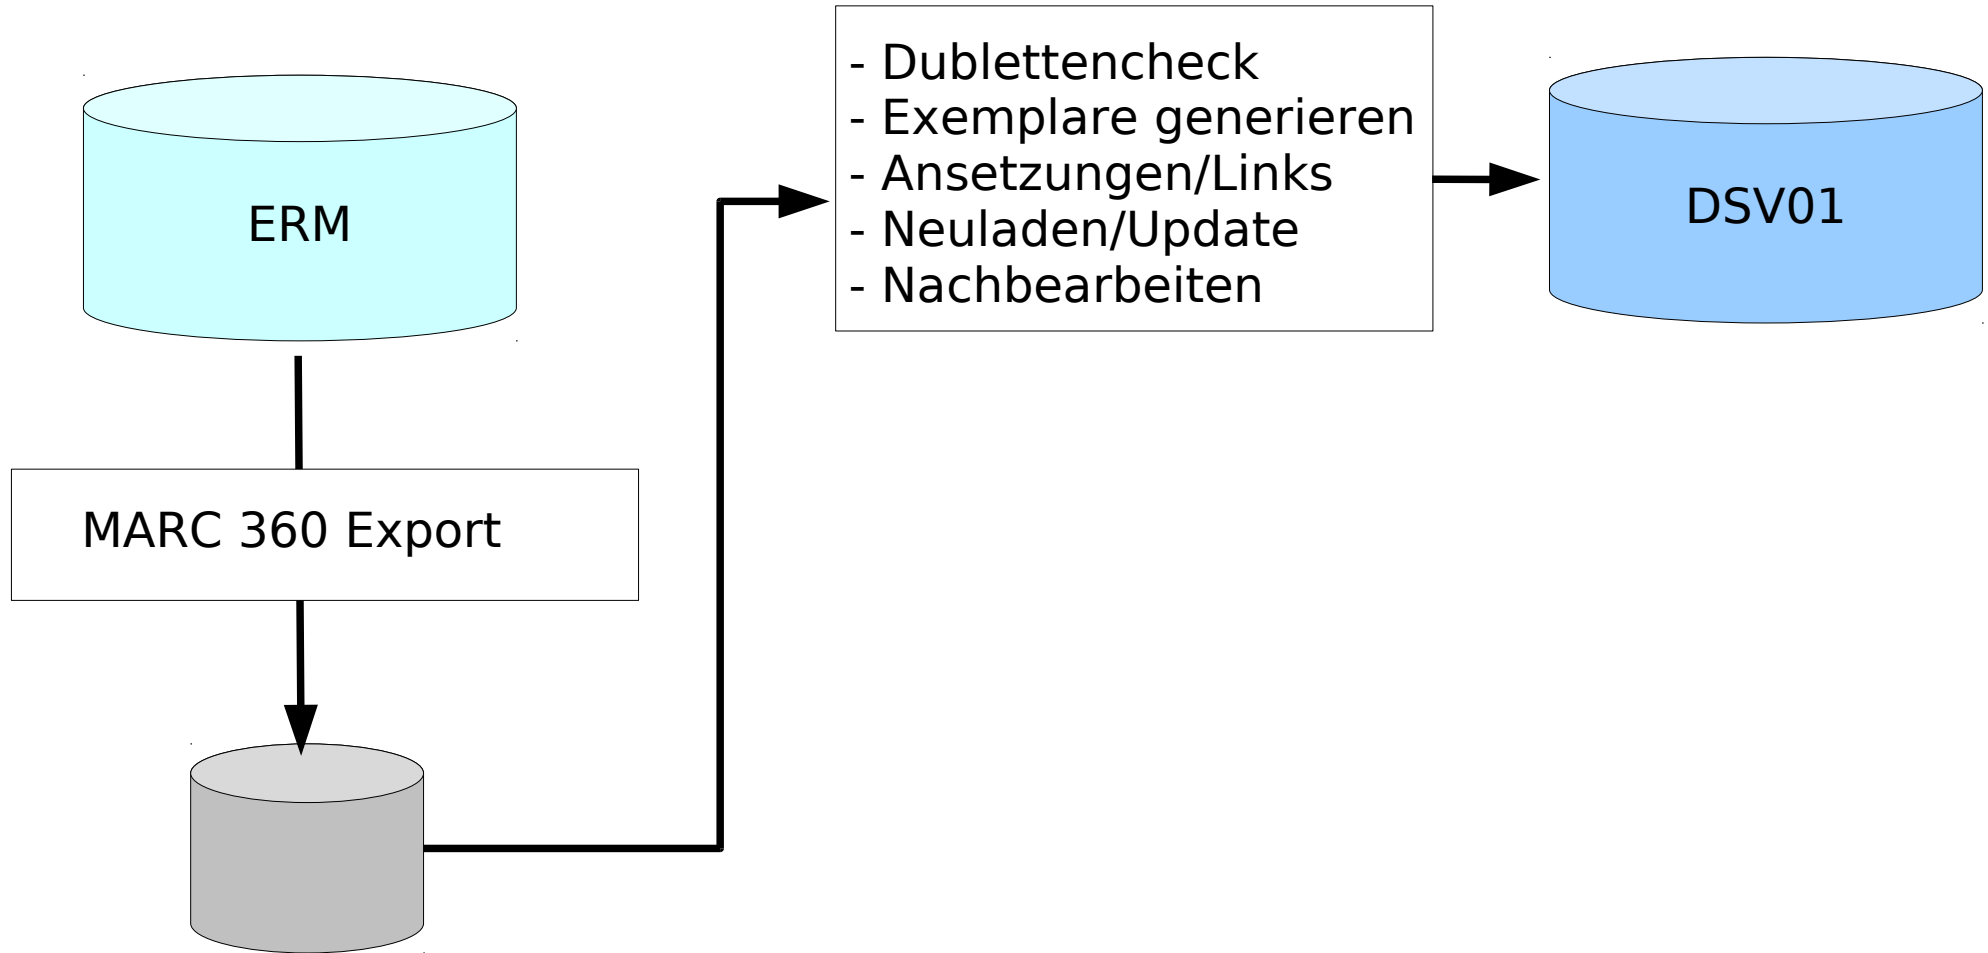 ERM
MARC 360 Export
- Dublettencheck
- Exemplare generieren
- Ansetzungen/Links
- Neuladen/Update
- Nachbearbeiten
DSV01